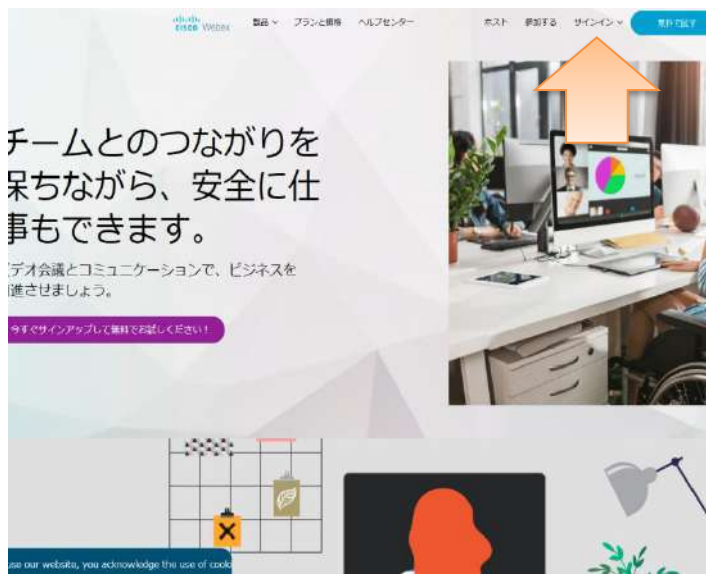 cisco Webex
製品
プランと価格
ヘルプセンター
ホスト
参加する
サインイン
無料で試す
チームとのつながりを
保ちながら、安全に仕
事もできます。
デオ会議とコミュニケーションで、ビジネスを
進させましょう。
今すぐサインアップして無料でお試しください！
use our website, you acknowledge the use of cook